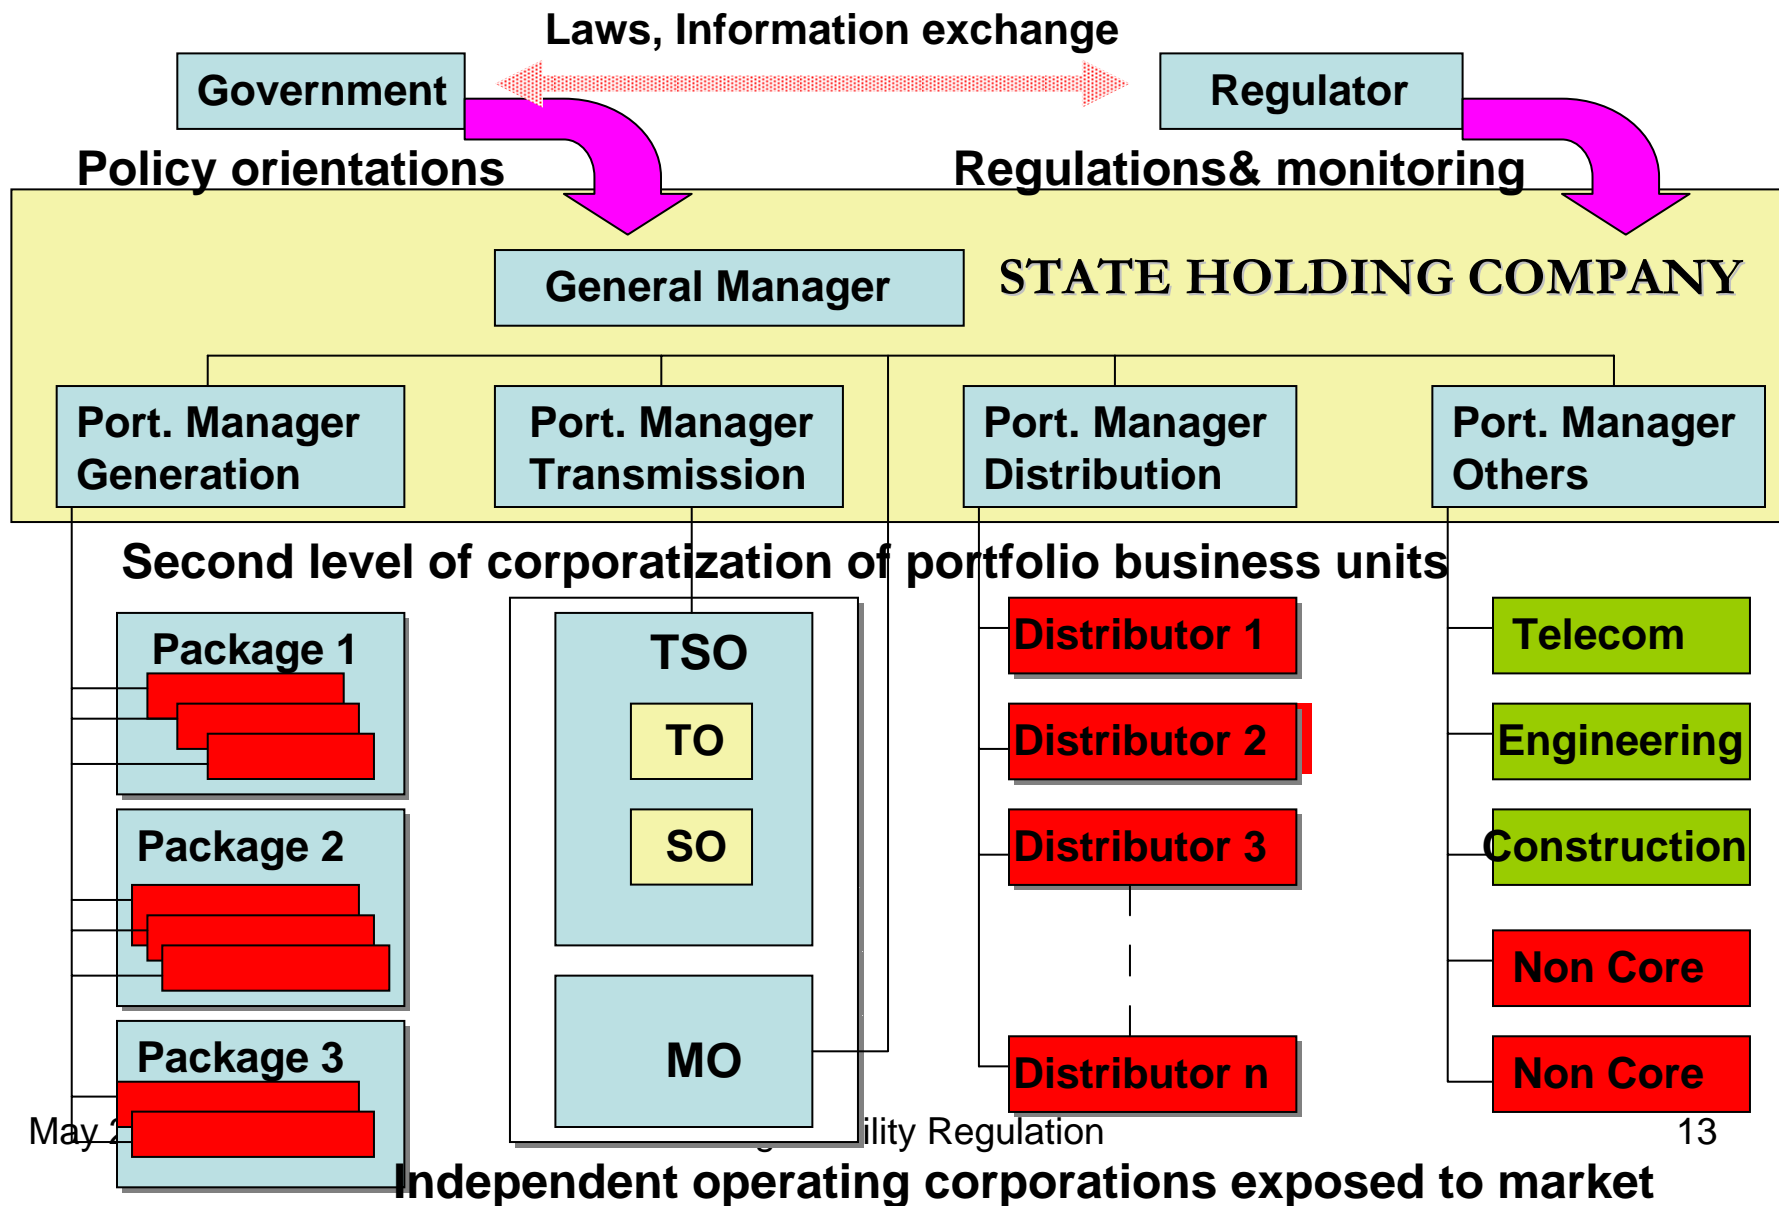 Laws, Information exchange
Government
Regulator
Policy orientations
Regulations& monitoring
General Manager
STATE HOLDING COMPANY
Port. Manager
Generation
Port. Manager
Transmission
Port. Manager
Distribution
Port. Manager
Others
Second level of corporatization of portfolio business units
Package 1
Package 2
Package 3
TSO
TO
SO
MO
Distributor 1
Distributor 2
Distributor 3
Distributor n
Telecom
Engineering
Construction
Non Core
Non Core
May
Regulation
13
Independent operating corporations exposed to market